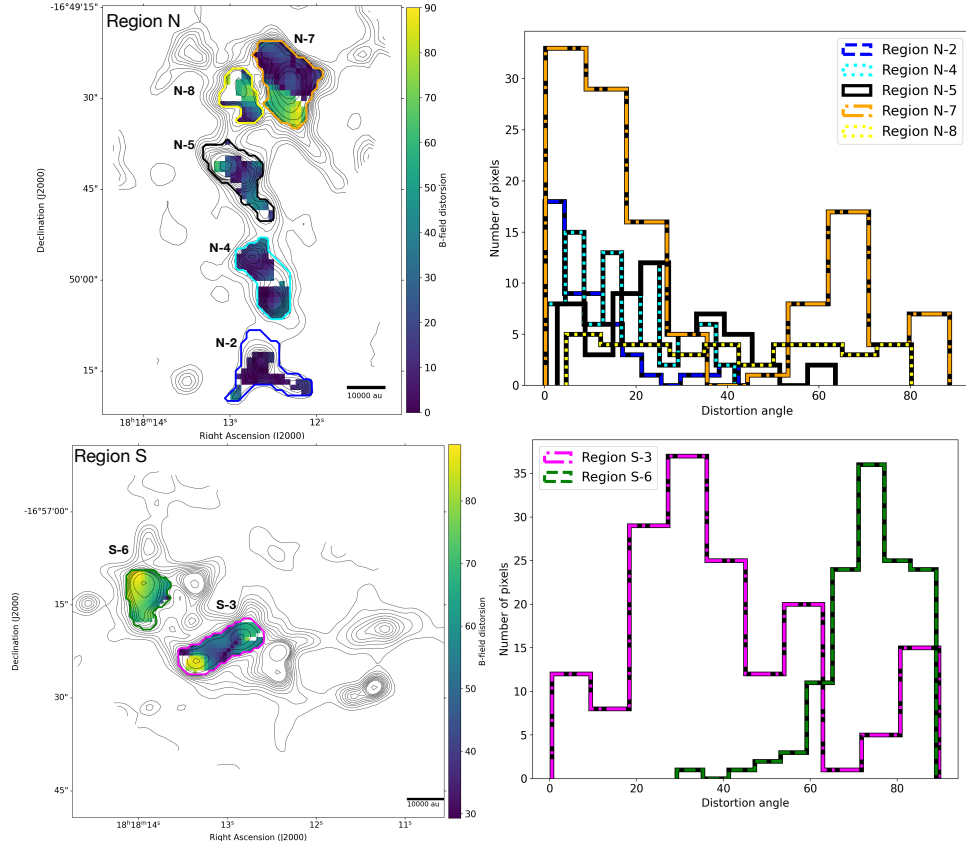 Region N
-16°49'15"
30"
45"
50'00"
15"
Declination (J2000)
N-7
N-8
N-5
N-4
N-2
10000 au
18ʰ18ᵐ14ˢ
13ˢ
12ˢ
Right Ascension (J2000)
90
80
70
60
50
40
30
20
10
0
B-field distorsion
Region N-2
Region N-4
Region N-5
Region N-7
Region N-8
30
25
20
15
10
5
0
Number of pixels
0
20
40
60
80
Distortion angle
Region S
-16°57'00"
15"
30"
45"
Declination (J2000)
S-6
S-3
10000 au
18ʰ18ᵐ14ˢ
13ˢ
12ˢ
11ˢ
Right Ascension (J2000)
80
70
60
50
40
30
B-field distorsion
Region S-3
Region S-6
35
30
25
20
15
10
5
0
Number of pixels
0
20
40
60
80
Distortion angle